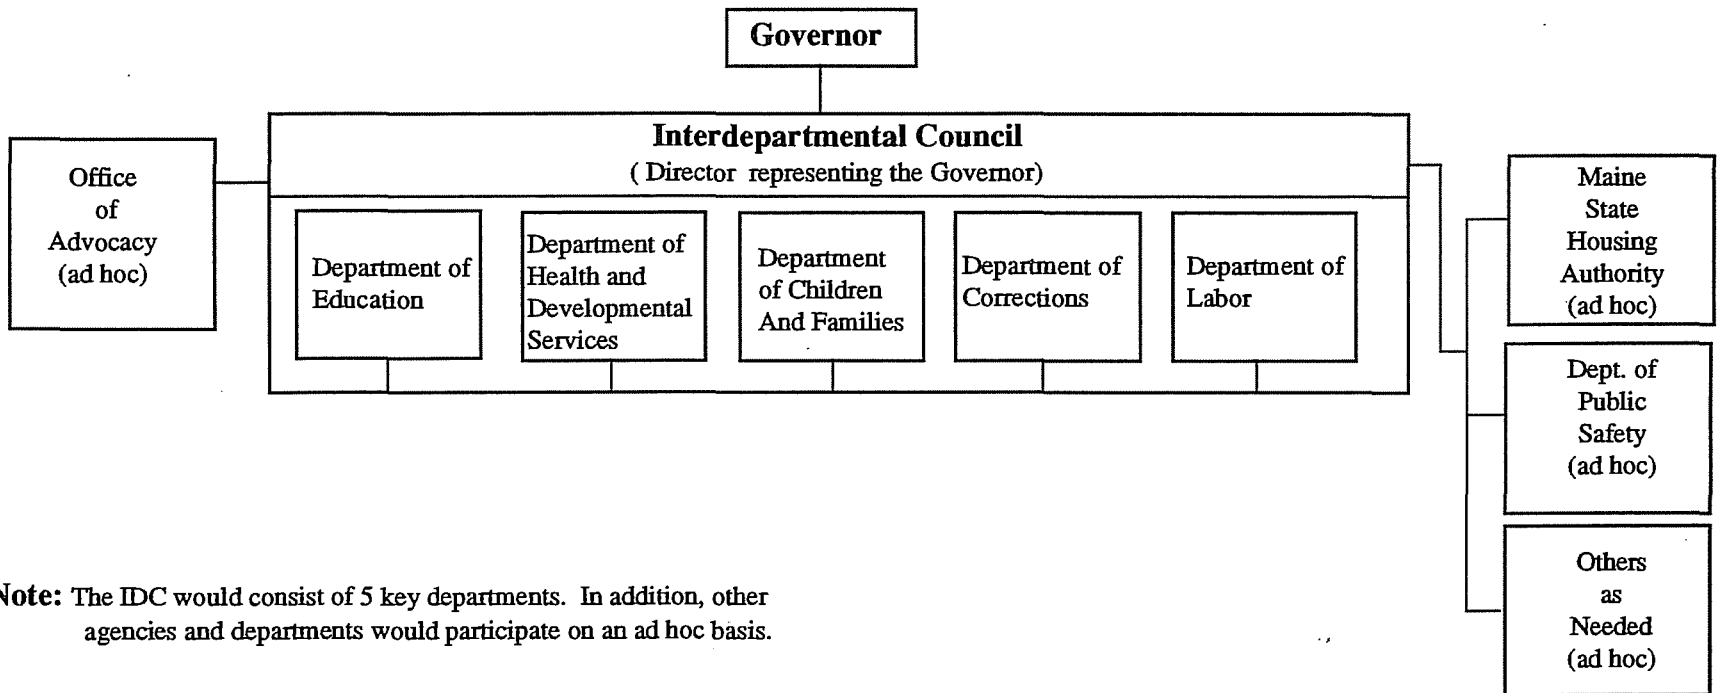 Governor
Interdepartmental Council
( Director representing the Governor)
Office
of
Advocacy
(ad hoc)
Department of
Education
Department of
Health and
Developmental
Services
Department
of Children
And Families
Department of
Corrections
Department of
Labor
Maine
State
Housing
Authority
(ad hoc)
Dept. of
Public
Safety
(ad hoc)
Others
as
Needed
(ad hoc)
Note: The IDC would consist of 5 key departments. In addition, other
agencies and departments would participate on an ad hoc basis.